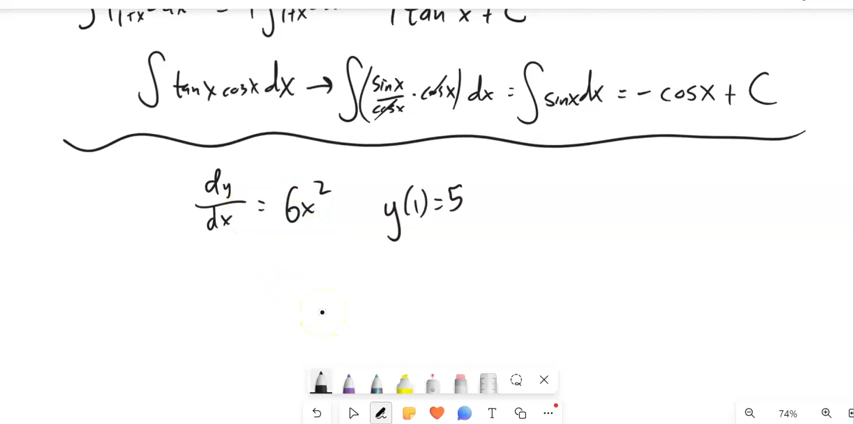 ∫ tan x cos x dx → ∫(sin x / cos x · cos x) dx = ∫ sin x dx = - cos x + C
dy/dx = 6x² y(1) = 5
T
74%